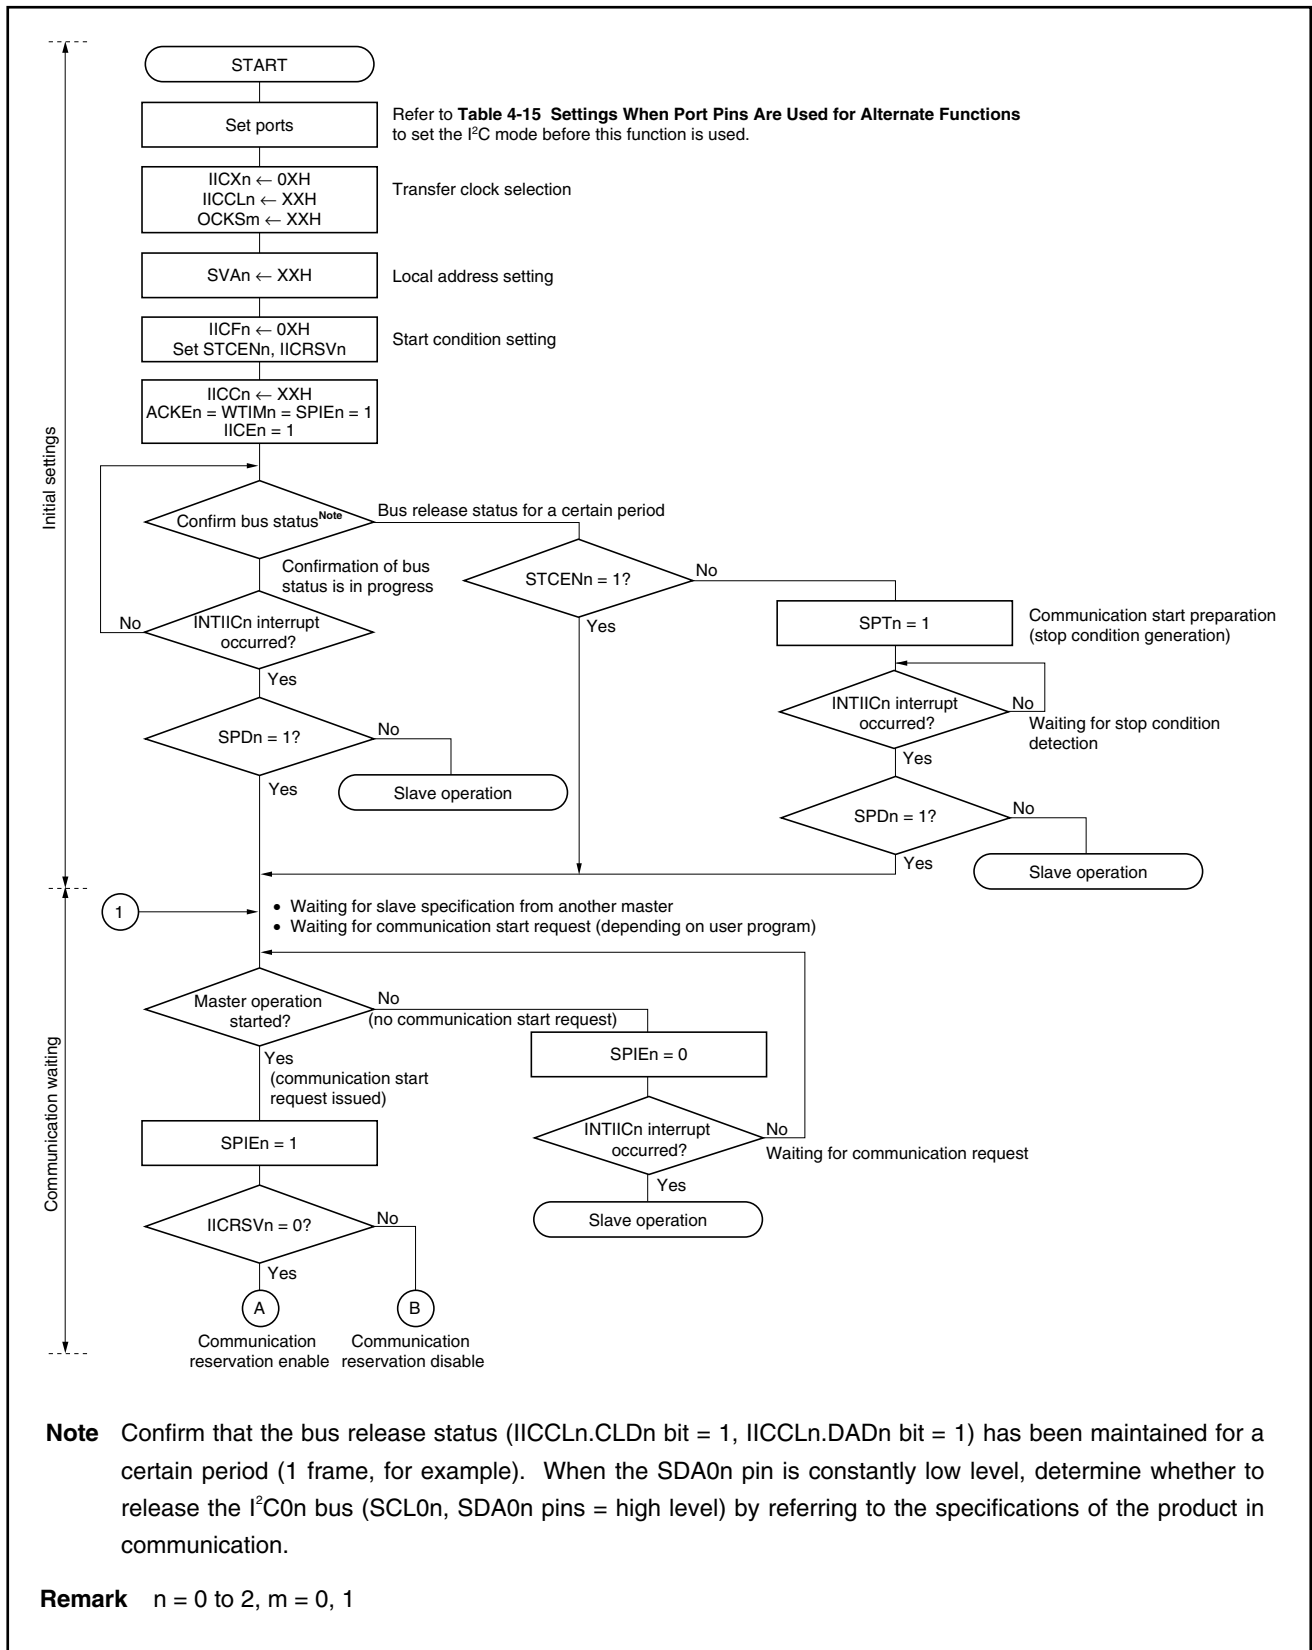 START
Set ports
Refer to Table 4-15 Settings When Port Pins Are Used for Alternate Functions
to set the I²C mode before this function is used.
IICXn ← 0XH
IICCLn ← XXH
OCKSm ← XXH
Transfer clock selection
SVAn ← XXH
Local address setting
IICFn ← 0XH
Set STCENn, IICRSVn
Start condition setting
IICCn ← XXH
ACKEn = WTIMn = SPIEn = 1
IICEn = 1
Initial settings
Confirm bus statusNote
Bus release status for a certain period
Confirmation of bus
status is in progress
STCENn = 1?
No
Yes
SPTn = 1
Communication start preparation
(stop condition generation)
INTIICn interrupt
occurred?
No
Yes
INTIICn interrupt
occurred?
No
Waiting for stop condition
detection
Yes
SPDn = 1?
No
Yes
Slave operation
SPDn = 1?
No
Yes
Slave operation
1
• Waiting for slave specification from another master
• Waiting for communication start request (depending on user program)
Communication waiting
Master operation
started?
No
(no communication start request)
Yes
(communication start
request issued)
SPIEn = 0
INTIICn interrupt
occurred?
No
Waiting for communication request
Yes
Slave operation
SPIEn = 1
IICRSVn = 0?
No
Yes
A
B
Communication
reservation enable
Communication
reservation disable
Note Confirm that the bus release status (IICCLn.CLDn bit = 1, IICCLn.DADn bit = 1) has been maintained for a
certain period (1 frame, for example). When the SDA0n pin is constantly low level, determine whether to
release the I²C0n bus (SCL0n, SDA0n pins = high level) by referring to the specifications of the product in
communication.
Remark n = 0 to 2, m = 0, 1